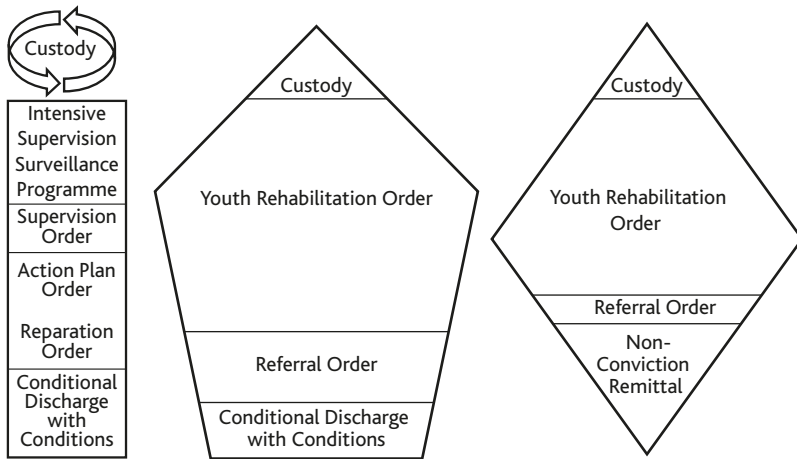 Custody
Intensive
Supervision
Surveillance
Programme
Supervision
Order
Action Plan
Order
Reparation
Order
Conditional
Discharge
with
Conditions
Custody
Youth Rehabilitation Order
Referral Order
Conditional Discharge
with Conditions
Custody
Youth Rehabilitation
Order
Referral Order
Non-
Conviction
Remittal